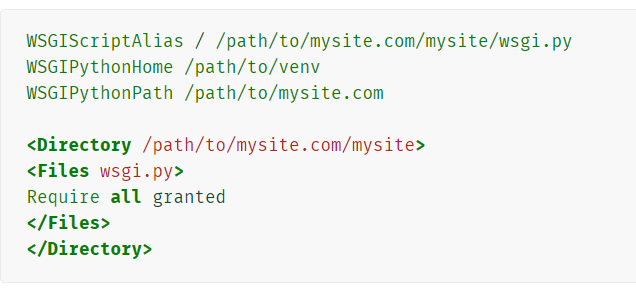 WSGIScriptAlias / /path/to/mysite.com/mysite/wsgi.py
WSGIPythonHome /path/to/venv
WSGIPythonPath /path/to/mysite.com
<Directory /path/to/mysite.com/mysite>
<Files wsgi.py>
Require all granted
</Files>
</Directory>